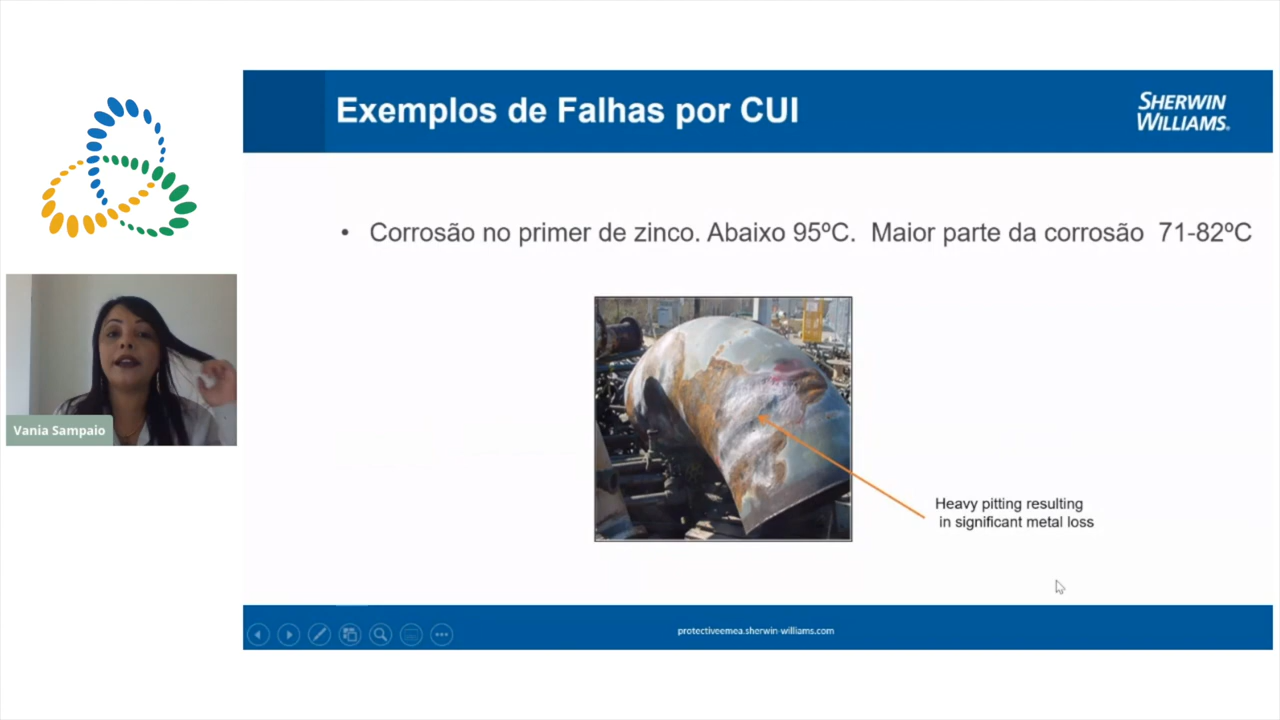 Exemplos de Falhas por CUI
SHERWIN
WILLIAMS.
• Corrosão no primer de zinco. Abaixo 95ºC. Maior parte da corrosão 71-82ºC
Vania Sampaio
Heavy pitting resulting
in significant metal loss
protectiveemea.sherwin-williams.com